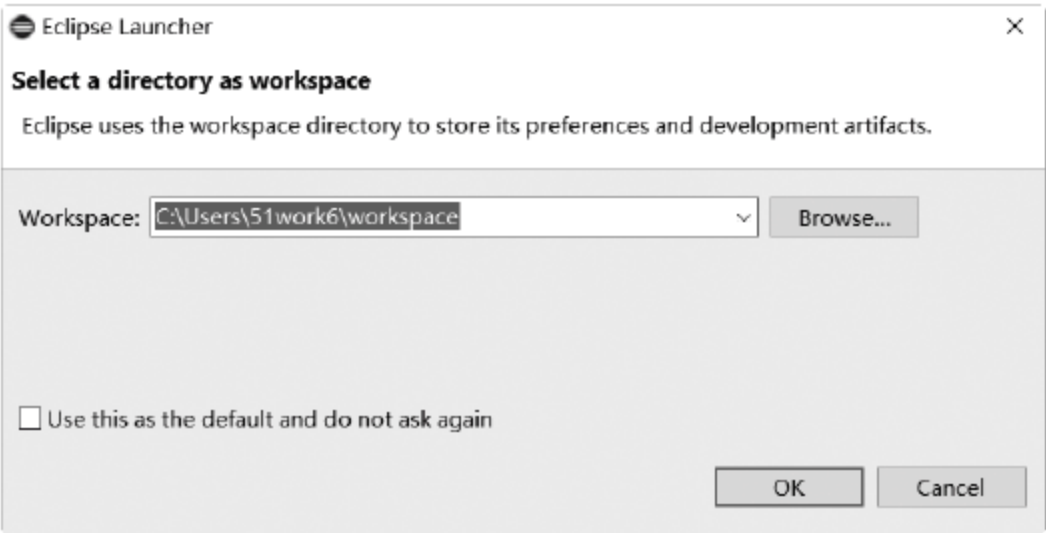 Eclipse Launcher
Select a directory as workspace
Eclipse uses the workspace directory to store its preferences and development artifacts.
Workspace: C:\Users\51work6\workspace Browse...
Use this as the default and do not ask again
OK Cancel